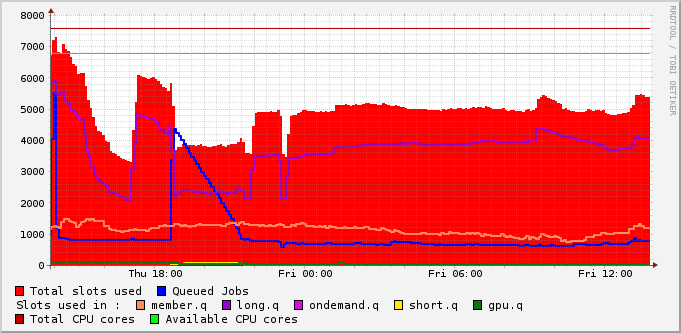 8000
7000
6000
5000
4000
3000
2000
1000
0
Thu 18:00 Fri 00:00 Fri 06:00 Fri 12:00
RRDTOOL / TOBI OETIKER
Total slots used Queued Jobs
Slots used in : member.q long.q ondemand.q short.q gpu.q
Total CPU cores Available CPU cores